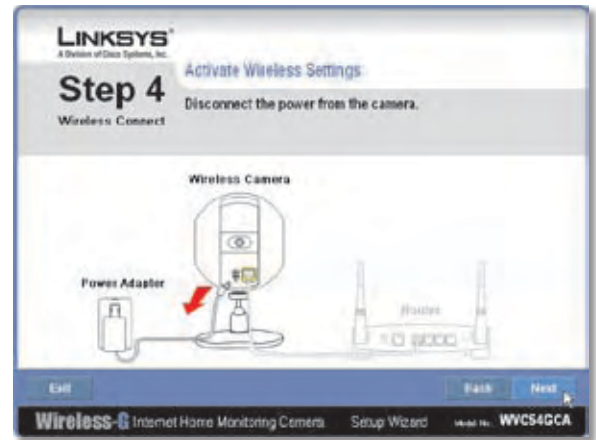 LINKSYS®
A Division of Cisco Systems, Inc.
Step 4
Wireless Connect
Activate Wireless Settings
Disconnect the power from the camera.
Wireless Camera
Power Adapter
Router
Exit
Back
Next
Wireless-G Internet Home Monitoring Camera
Setup Wizard
Model No. WVC54GCA